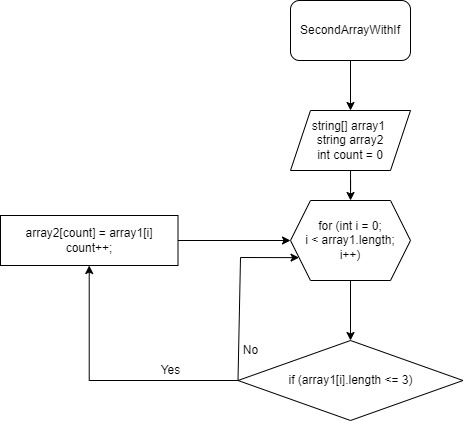 SecondArrayWithIf
string[] array1
string array2
int count = 0
for (int i = 0;
i < array1.length;
i++)
array2[count] = array1[i]
count++;
No
Yes
if (array1[i].length <= 3)